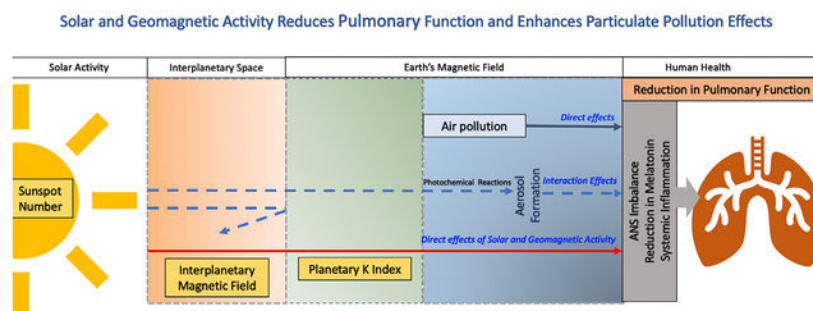 Solar and Geomagnetic Activity Reduces Pulmonary Function and Enhances Particulate Pollution Effects
Solar Activity
Interplanetary Space
Earth's Magnetic Field
Human Health
Reduction in Pulmonary Function
Air pollution
Direct effects
Sunspot
Number
Photochemical Reactions
Aerosol
Formation
Interaction Effects
Direct effects of Solar and Geomagnetic Activity
Interplanetary
Magnetic Field
Planetary K Index
ANS Imbalance
Reduction in Melatonin
Systemic Inflammation